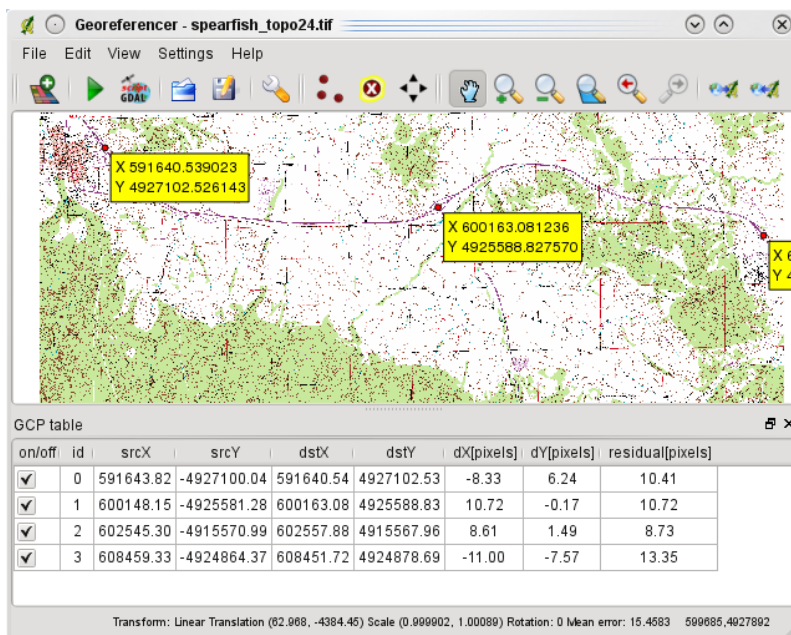 Georeferencer - spearfish_topo24.tif
File Edit View Settings Help
script
GDAL
X 591640.539023
Y 4927102.526143
X 600163.081236
Y 4925588.827570
X 6
Y 4
GCP table
on/off id srcX srcY dstX dstY dX[pixels] dY[pixels] residual[pixels]
0 591643.82 -4927100.04 591640.54 4927102.53 -8.33 6.24 10.41
1 600148.15 -4925581.28 600163.08 4925588.83 10.72 -0.17 10.72
2 602545.30 -4915570.99 602557.88 4915567.96 8.61 1.49 8.73
3 608459.33 -4924864.37 608451.72 4924878.69 -11.00 -7.57 13.35
Transform: Linear Translation (62.968, -4384.45) Scale (0.999902, 1.00089) Rotation: 0 Mean error: 15.4583 599685,4927892